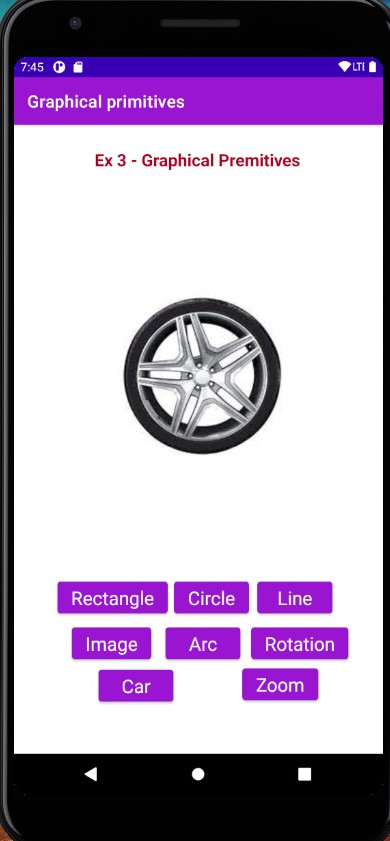 7:45 LTE
Graphical primitives
Ex 3 - Graphical Premitives
Rectangle Circle Line
Image Arc Rotation
Car Zoom